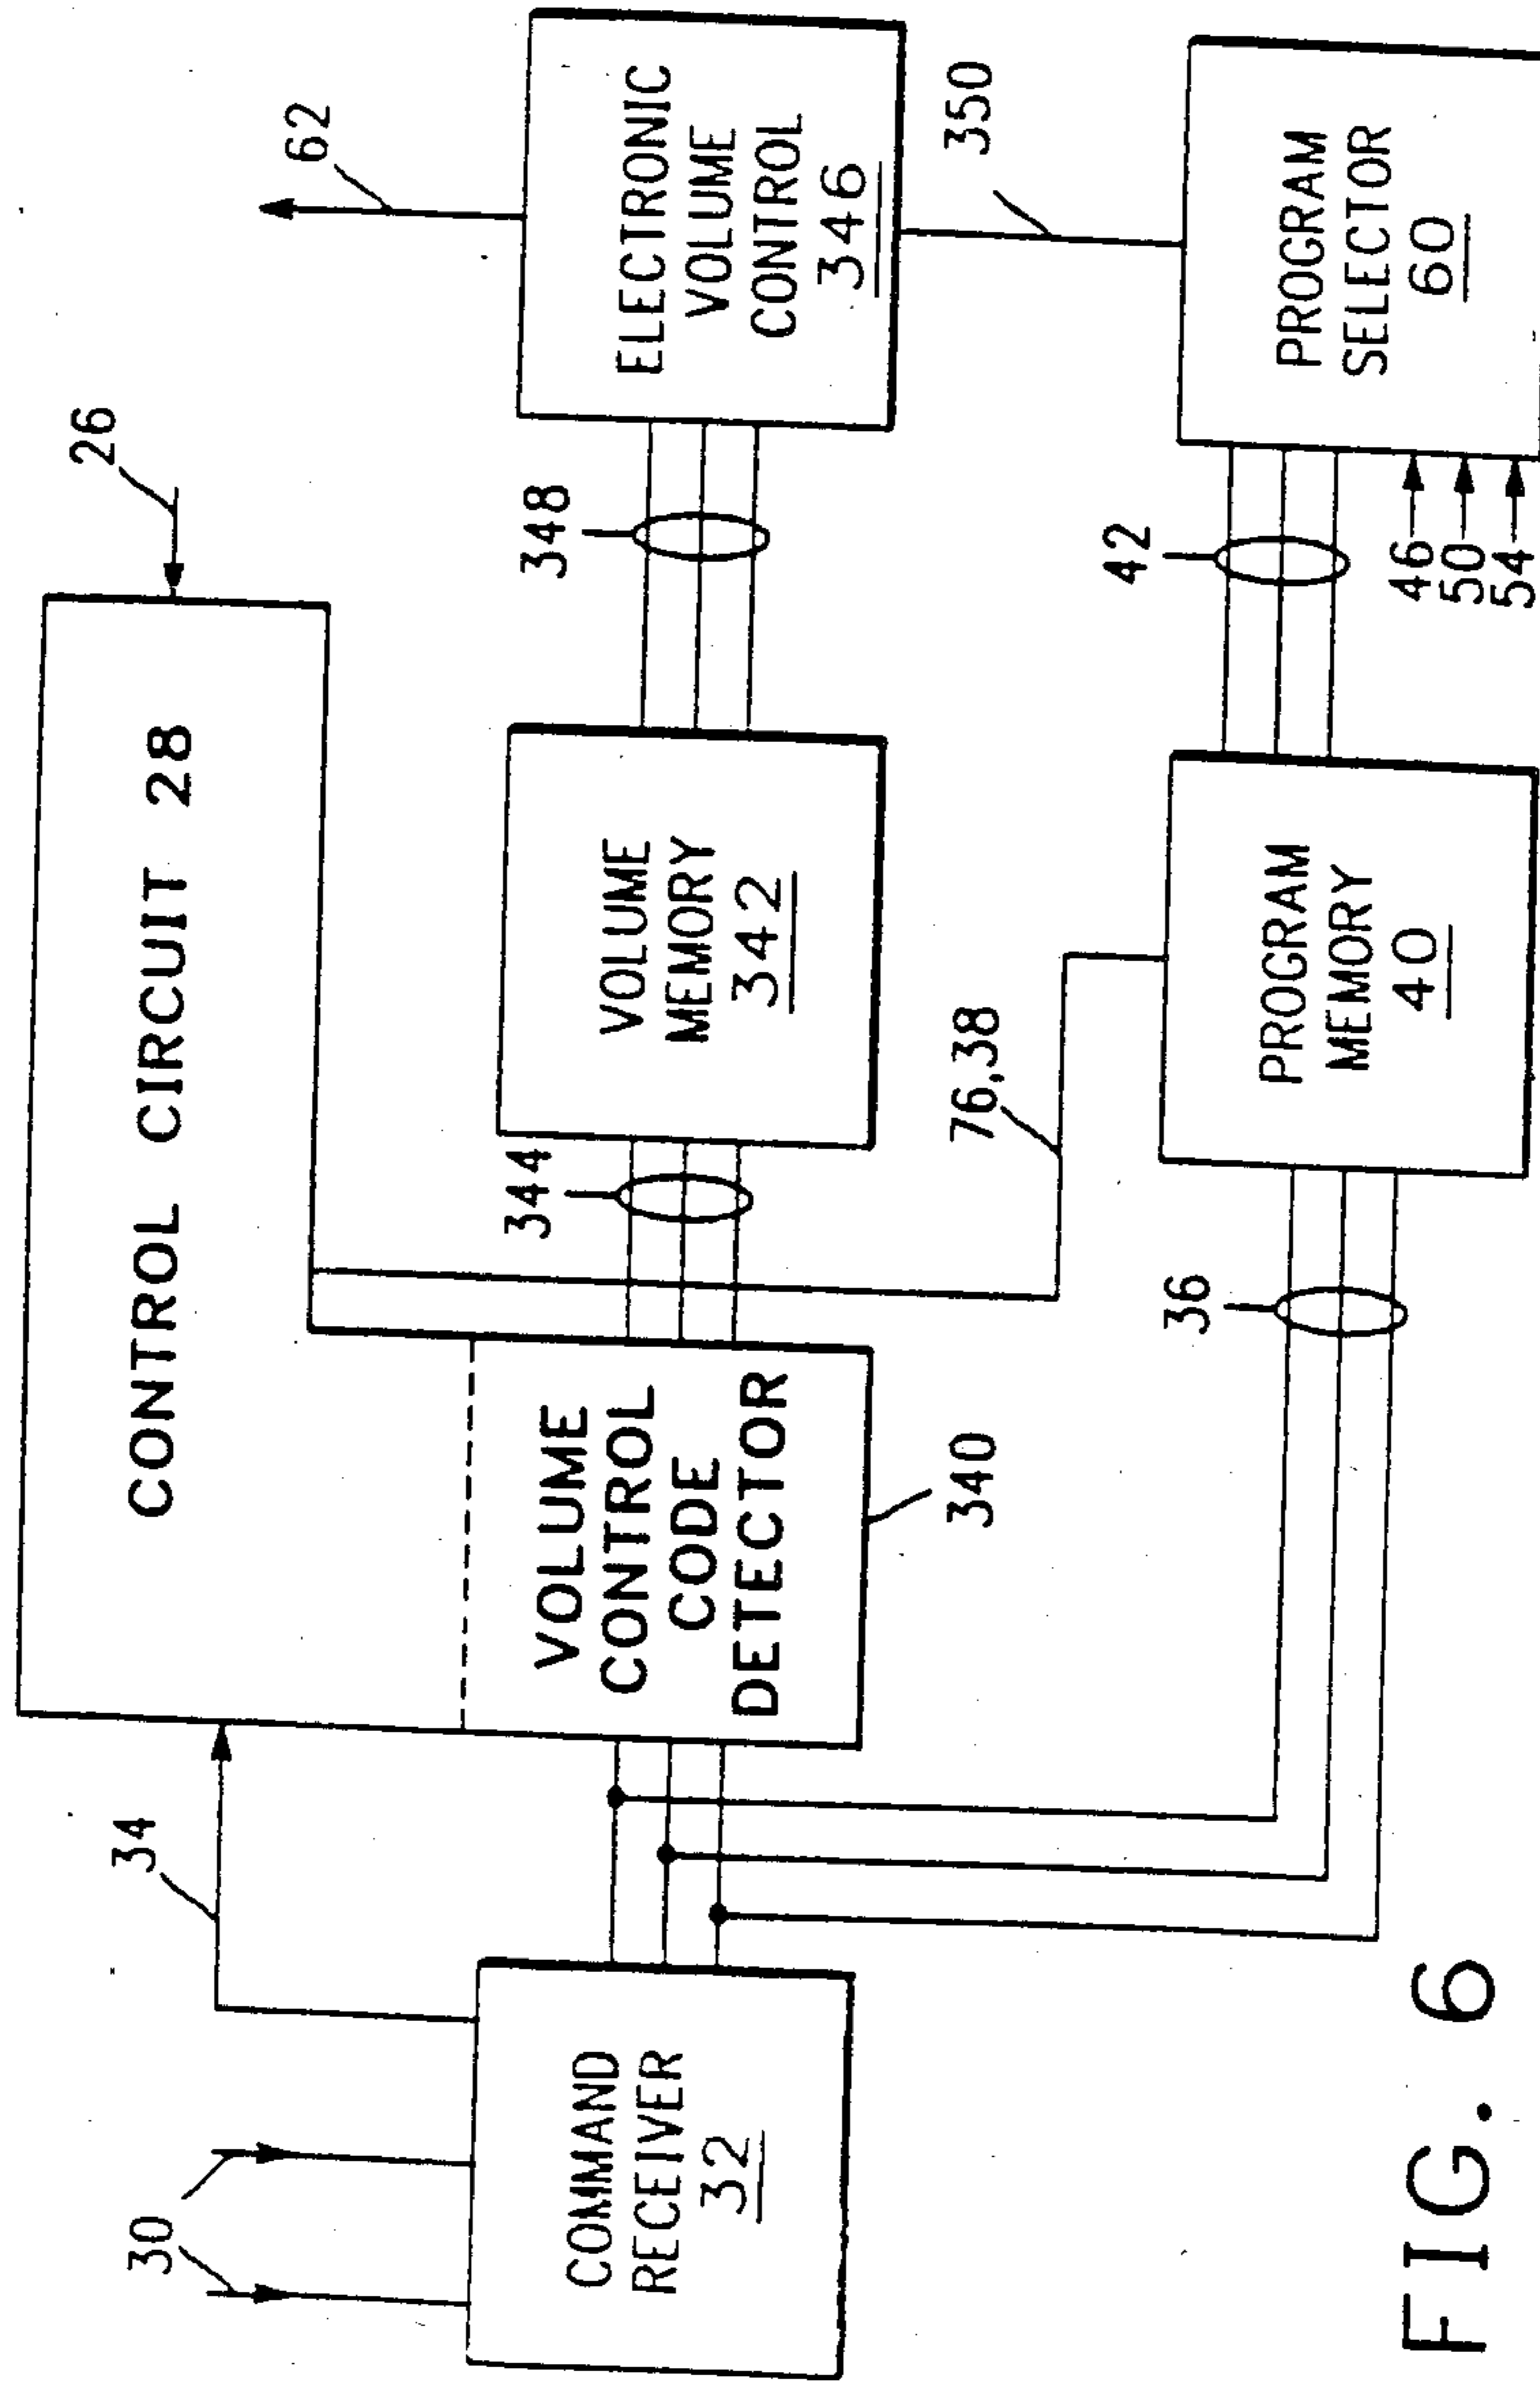 26
CONTROL CIRCUIT 28
34
30
62
ELECTRONIC
VOLUME
CONTROL
346
348
VOLUME
MEMORY
342
344
VOLUME
CONTROL
CODE
DETECTOR
340
COMMAND
RECEIVER
32
350
76,38
36
PROGRAM
MEMORY
40
42
46
50
54
PROGRAM
SELECTOR
60
FIG. 6